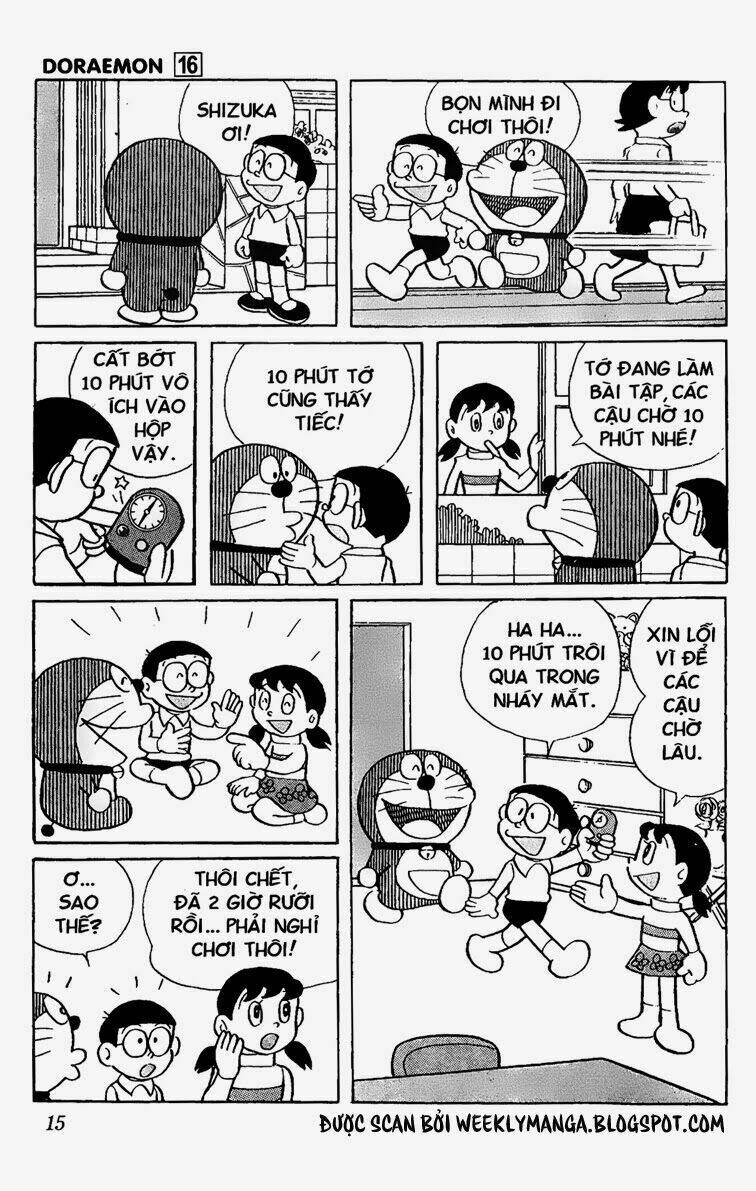 DORAEMON 16
BỌN MÌNH ĐI
CHƠI THÔI!
SHIZUKA
ƠI!
TỚ ĐANG LÀM
BÀI TẬP, CÁC
CẬU CHỜ 10
PHÚT NHÉ!
10 PHÚT TỚ
CŨNG THẤY
TIẾC!
CẤT BỚT
10 PHÚT VÔ
ÍCH VÀO
HỘP
VẬY.
XIN LỖI
VÌ ĐỂ
CÁC
CẬU
CHỜ
LÂU.
HA HA...
10 PHÚT TRÔI
QUA TRONG
NHÁY MẮT.
THÔI CHẾT,
ĐÃ 2 GIỜ RƯỠI
RỒI... PHẢI NGHỈ
CHƠI THÔI!
Ơ...
SAO
THẾ?
15
ĐƯỢC SCAN BỞI WEEKLYMANGA.BLOGSPOT.COM